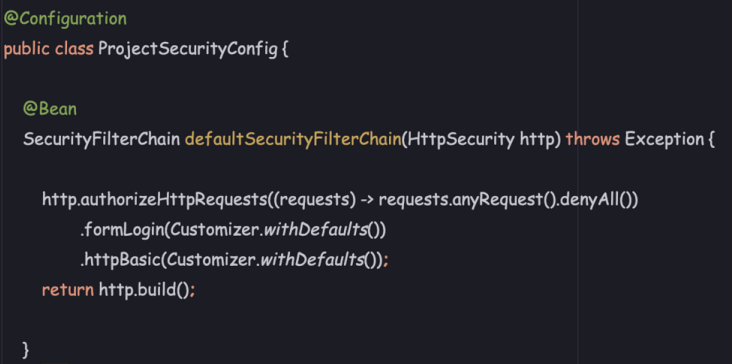 @Configuration
public class ProjectSecurityConfig {
@Bean
SecurityFilterChain defaultSecurityFilterChain(HttpSecurity http) throws Exception {
http.authorizeHttpRequests((requests) -> requests.anyRequest().denyAll())
.formLogin(Customizer.withDefaults())
.httpBasic(Customizer.withDefaults());
return http.build();
}